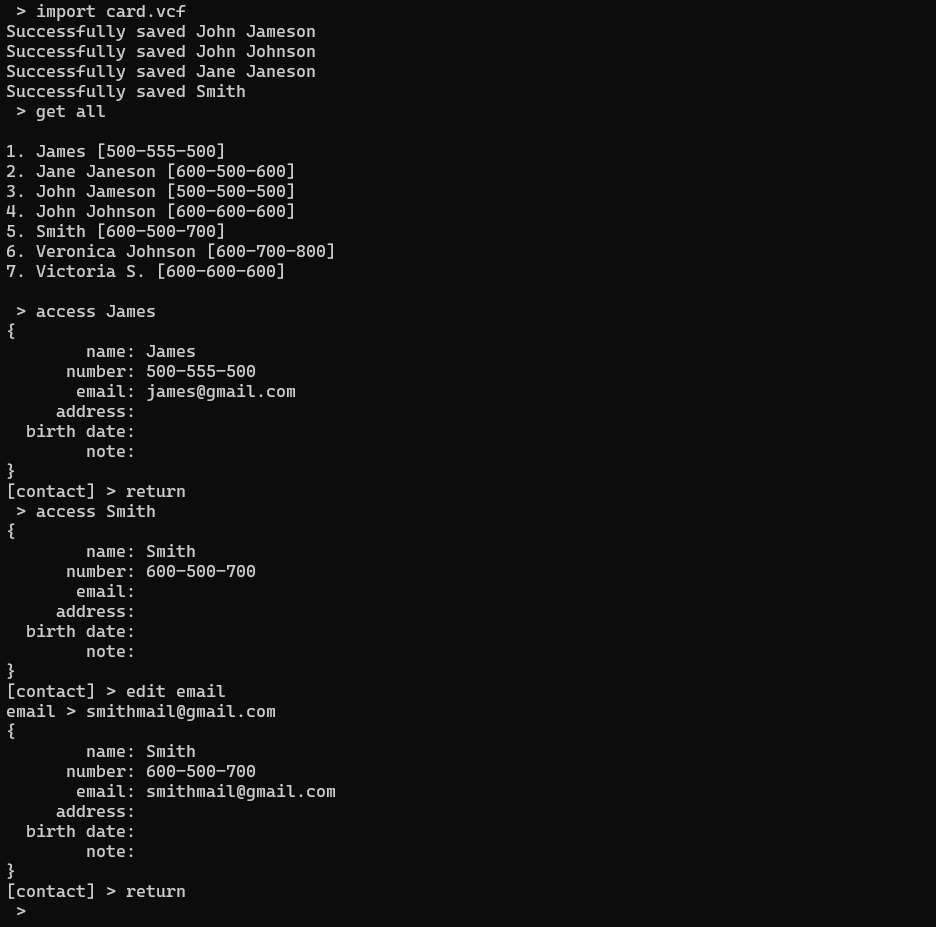 > import card.vcf
Successfully saved John Jameson
Successfully saved John Johnson
Successfully saved Jane Janeson
Successfully saved Smith
> get all
1. James [500-555-500]
2. Jane Janeson [600-500-600]
3. John Jameson [500-500-500]
4. John Johnson [600-600-600]
5. Smith [600-500-700]
6. Veronica Johnson [600-700-800]
7. Victoria S. [600-600-600]
> access James
{
name: James
number: 500-555-500
email: james@gmail.com
address:
birth date:
note:
}
[contact] > return
> access Smith
{
name: Smith
number: 600-500-700
email:
address:
birth date:
note:
}
[contact] > edit email
email > smithmail@gmail.com
{
name: Smith
number: 600-500-700
email: smithmail@gmail.com
address:
birth date:
note:
}
[contact] > return
>